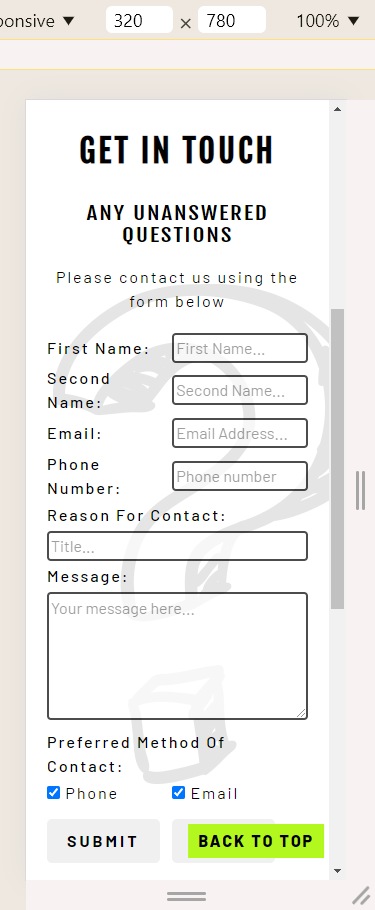 ponsive ▼ 320 × 780 100% ▼
GET IN TOUCH
ANY UNANSWERED
QUESTIONS
Please contact us using the
form below
First Name: First Name...
Second
Name: Second Name...
Email: Email Address...
Phone
Number: Phone number
Reason For Contact:
Title...
Message:
Your message here...
Preferred Method Of
Contact:
Phone Email
SUBMIT BACK TO TOP